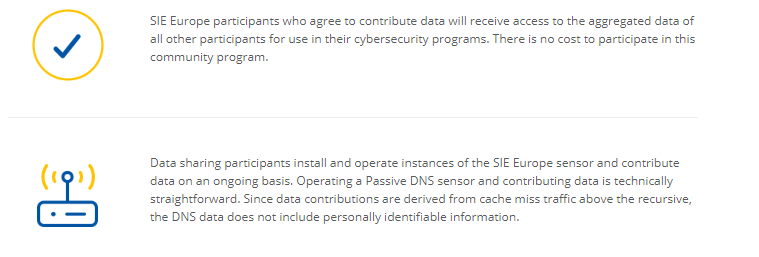 SIE Europe participants who agree to contribute data will receive access to the aggregated data of
all other participants for use in their cybersecurity programs. There is no cost to participate in this
community program.
Data sharing participants install and operate instances of the SIE Europe sensor and contribute
data on an ongoing basis. Operating a Passive DNS sensor and contributing data is technically
straightforward. Since data contributions are derived from cache miss traffic above the recursive,
the DNS data does not include personally identifiable information.